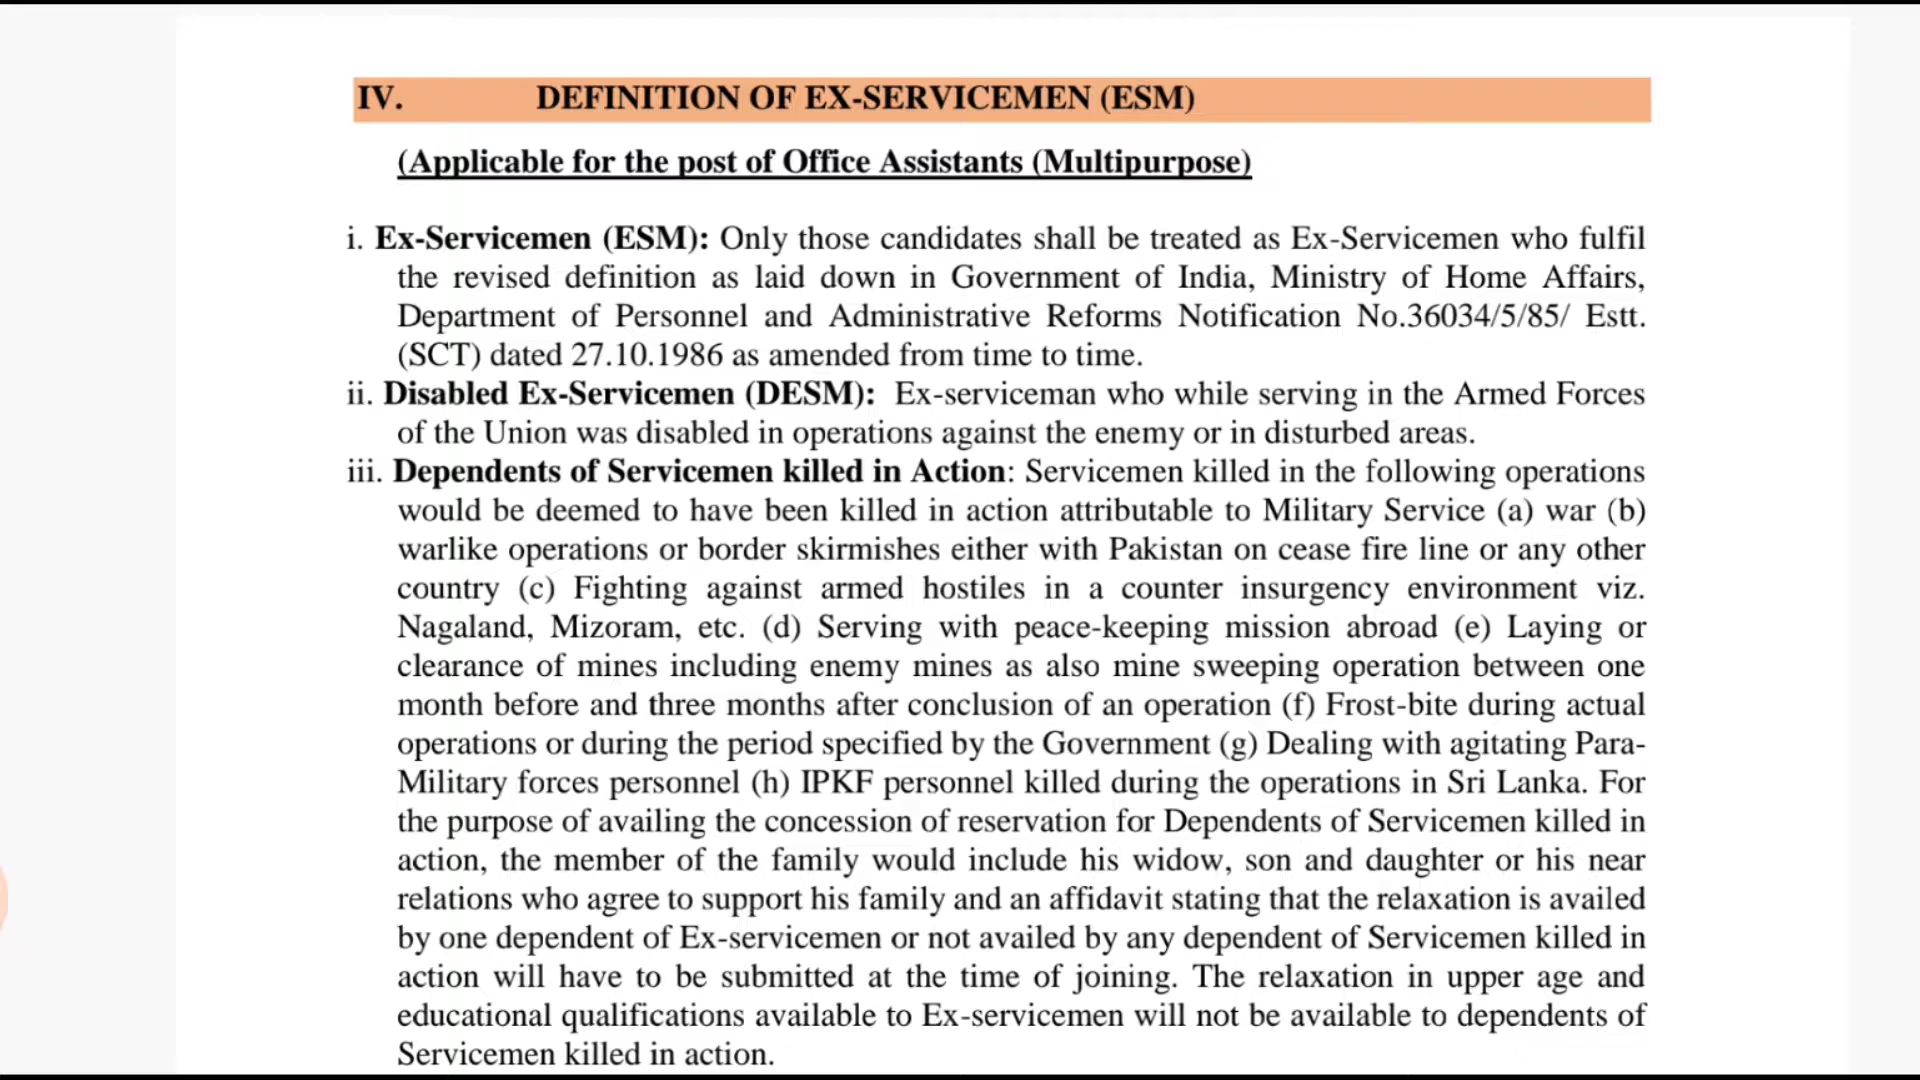 IV. DEFINITION OF EX-SERVICEMEN (ESM)
(Applicable for the post of Office Assistants (Multipurpose)
i. Ex-Servicemen (ESM): Only those candidates shall be treated as Ex-Servicemen who fulfil
the revised definition as laid down in Government of India, Ministry of Home Affairs,
Department of Personnel and Administrative Reforms Notification No.36034/5/85/ Estt.
(SCT) dated 27.10.1986 as amended from time to time.
ii. Disabled Ex-Servicemen (DESM): Ex-serviceman who while serving in the Armed Forces
of the Union was disabled in operations against the enemy or in disturbed areas.
iii. Dependents of Servicemen killed in Action: Servicemen killed in the following operations
would be deemed to have been killed in action attributable to Military Service (a) war (b)
warlike operations or border skirmishes either with Pakistan on cease fire line or any other
country (c) Fighting against armed hostiles in a counter insurgency environment viz.
Nagaland, Mizoram, etc. (d) Serving with peace-keeping mission abroad (e) Laying or
clearance of mines including enemy mines as also mine sweeping operation between one
month before and three months after conclusion of an operation (f) Frost-bite during actual
operations or during the period specified by the Government (g) Dealing with agitating Para-
Military forces personnel (h) IPKF personnel killed during the operations in Sri Lanka. For
the purpose of availing the concession of reservation for Dependents of Servicemen killed in
action, the member of the family would include his widow, son and daughter or his near
relations who agree to support his family and an affidavit stating that the relaxation is availed
by one dependent of Ex-servicemen or not availed by any dependent of Servicemen killed in
action will have to be submitted at the time of joining. The relaxation in upper age and
educational qualifications available to Ex-servicemen will not be available to dependents of
Servicemen killed in action.